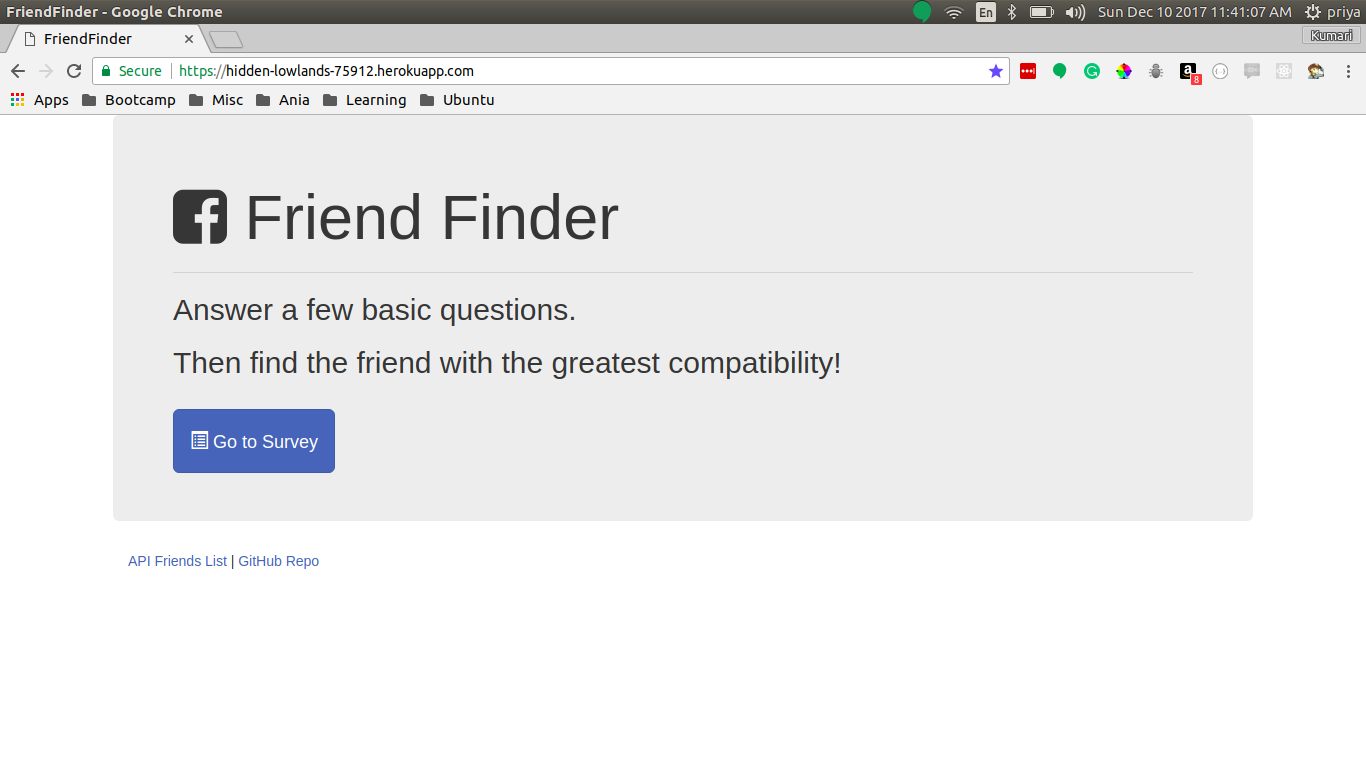 FriendFinder - Google Chrome
En
Sun Dec 10 2017 11:41:07 AM
priya
FriendFinder
Kumari
Secure
https://hidden-lowlands-75912.herokuapp.com
a
8
Apps
Bootcamp
Misc
Ania
Learning
Ubuntu
Friend Finder
Answer a few basic questions.
Then find the friend with the greatest compatibility!
Go to Survey
API Friends List | GitHub Repo